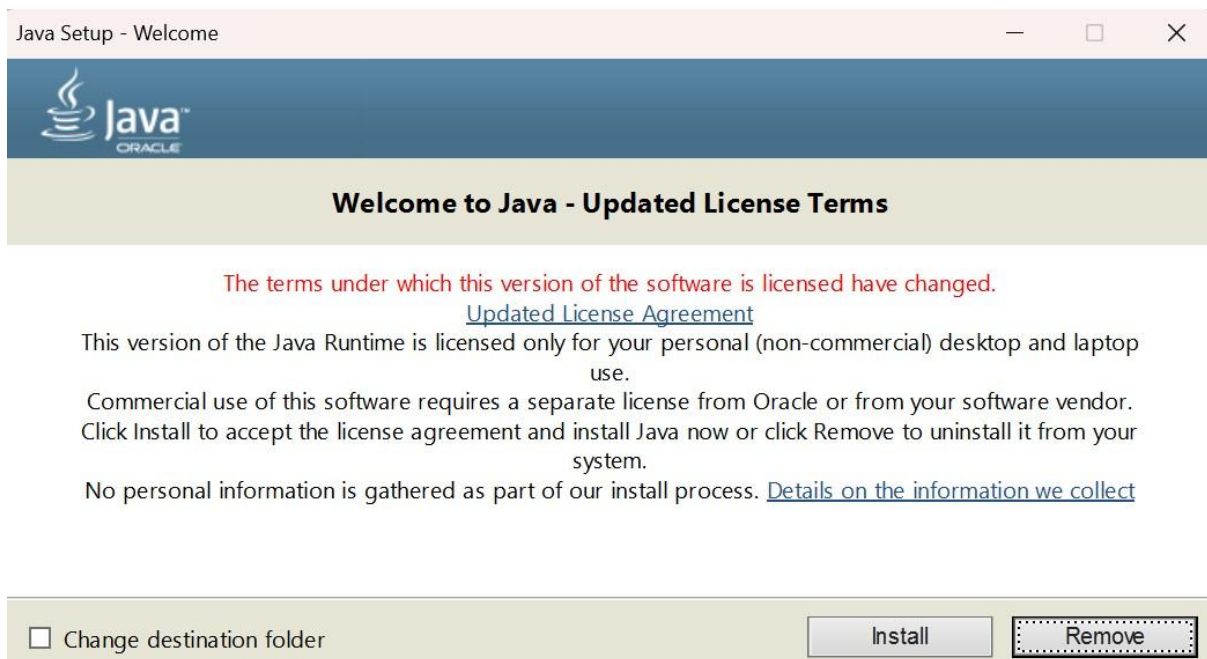 Java Setup - Welcome
Java™
ORACLE
Welcome to Java - Updated License Terms
The terms under which this version of the software is licensed have changed.
Updated License Agreement
This version of the Java Runtime is licensed only for your personal (non-commercial) desktop and laptop
use.
Commercial use of this software requires a separate license from Oracle or from your software vendor.
Click Install to accept the license agreement and install Java now or click Remove to uninstall it from your
system.
No personal information is gathered as part of our install process. Details on the information we collect
Change destination folder
Install
Remove